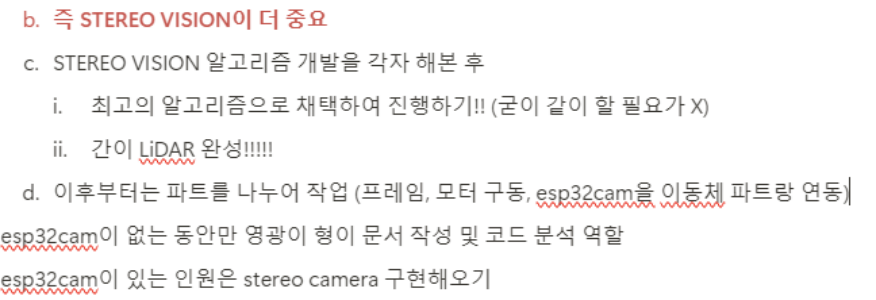 b. 즉 STEREO VISION이 더 중요
c. STEREO VISION 알고리즘 개발을 각자 해본 후
i. 최고의 알고리즘으로 채택하여 진행하기!! (굳이 같이 할 필요가 X)
ii. 간이 LiDAR 완성!!!!!
d. 이후부터는 파트를 나누어 작업 (프레임, 모터 구동, esp32cam을 이동체 파트랑 연동)
esp32cam이 없는 동안만 영광이 형이 문서 작성 및 코드 분석 역할
esp32cam이 있는 인원은 stereo camera 구현해오기